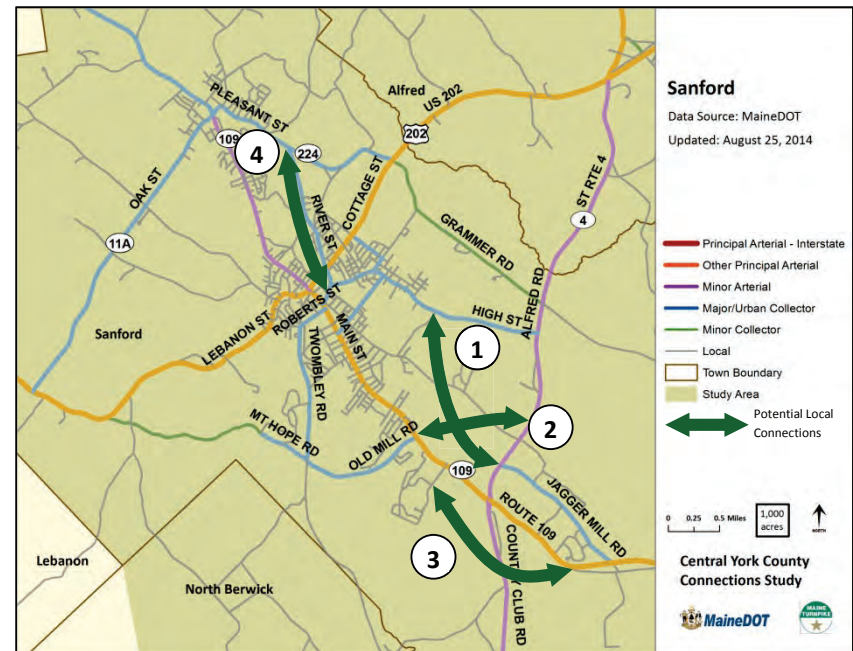 PLEASANT ST
Alfred
US 202
202
109
4
224
OAK ST
RIVER ST
COTTAGE ST
ST RTE 4
4
11A
GRAMMER RD
ALFRED RD
Sanford
LEBANON ST
ROBERTS ST
HIGH ST
MAIN ST
TWOMBLEY RD
1
2
MT HOPE RD
OLD MILL RD
109
JAGGER MILL RD
ROUTE 109
3
COUNTRY CLUB RD
Lebanon
North Berwick
Sanford
Data Source: MaineDOT
Updated: August 25, 2014
Principal Arterial - Interstate
Other Principal Arterial
Minor Arterial
Major/Urban Collector
Minor Collector
Local
Town Boundary
Study Area
Potential Local
Connections
0 0.25 0.5 Miles
1,000
acres
NORTH
Central York County
Connections Study
MaineDOT
MAINE
TURNPIKE